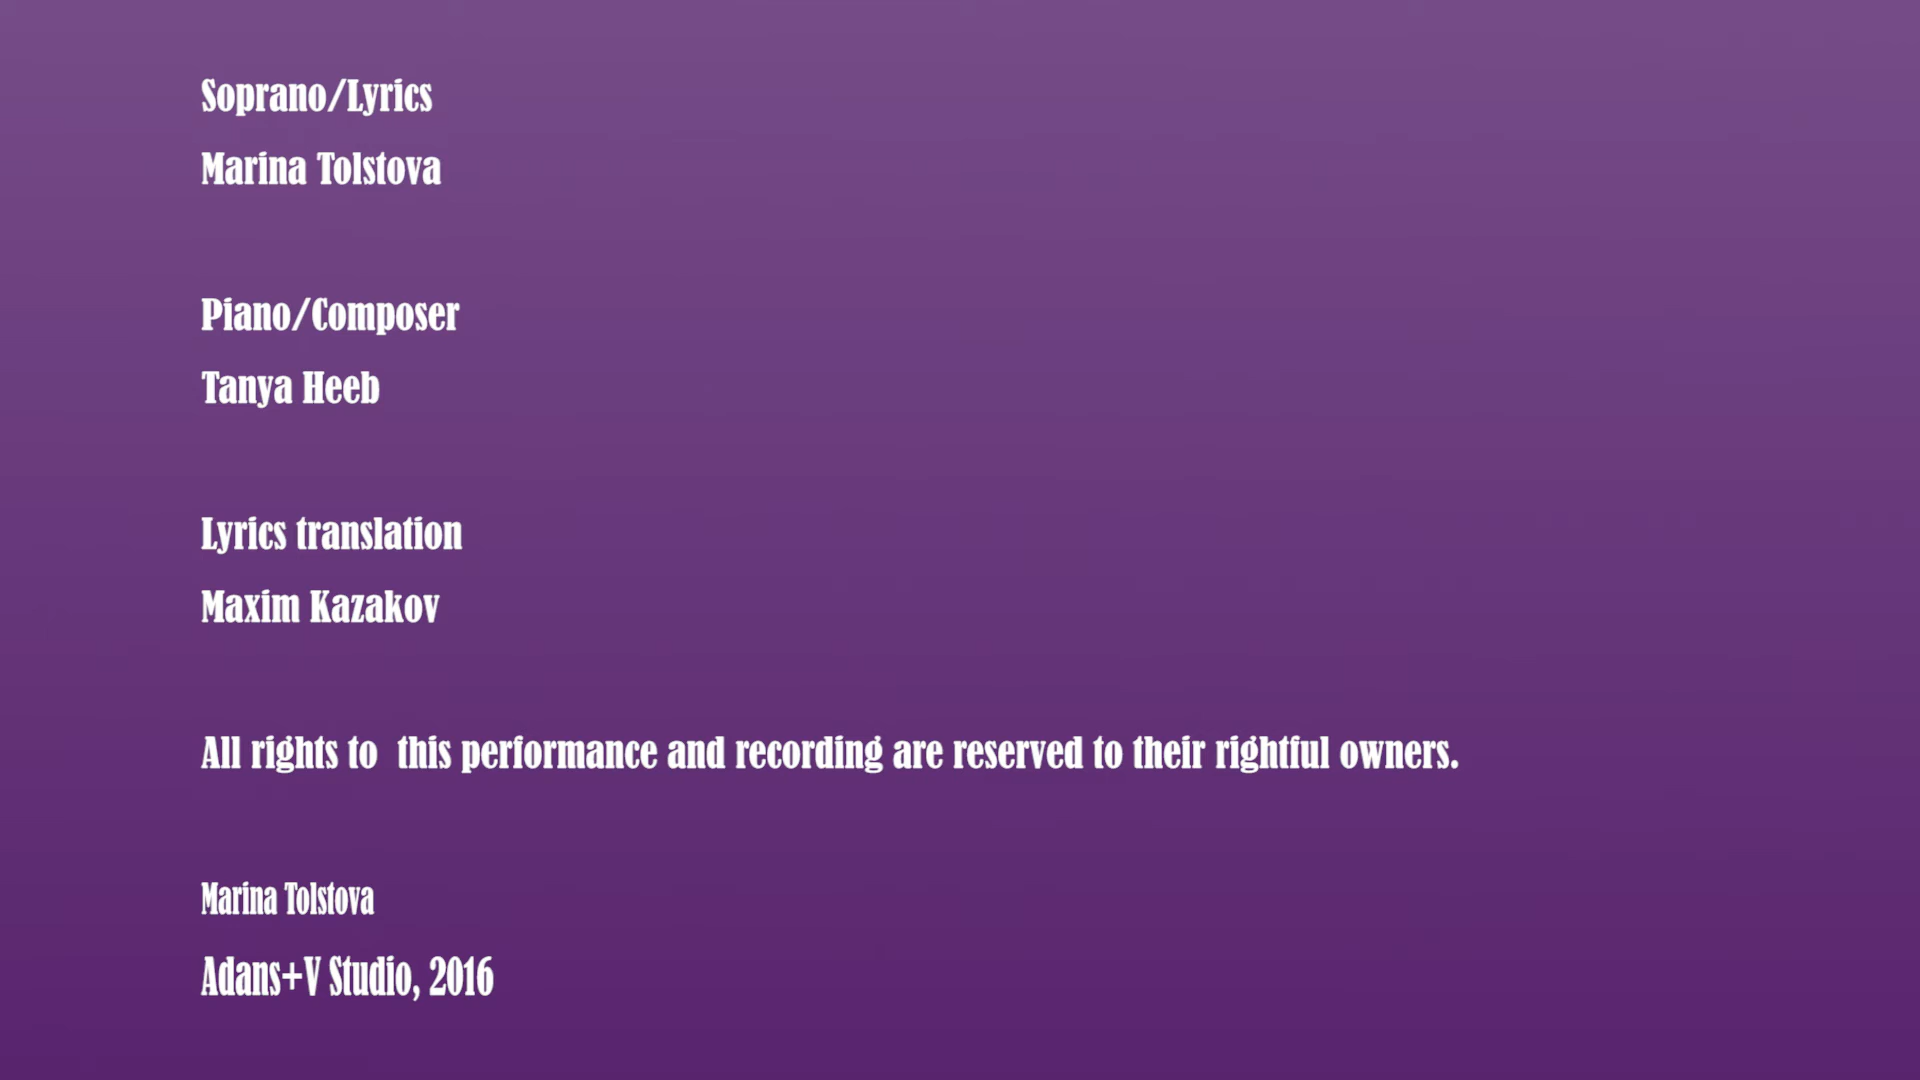 Soprano/Lyrics
Marina Tolstova
Piano/Composer
Tanya Heeb
Lyrics translation
Maxim Kazakov
All rights to  this performance and recording are reserved to their rightful owners.
Marina Tolstova
Adans+V Studio, 2016